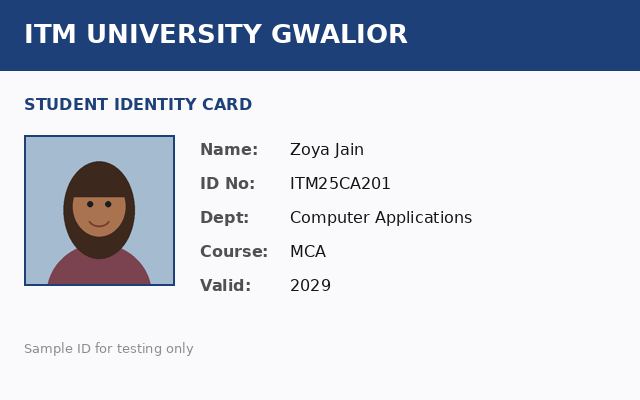 ITM UNIVERSITY GWALIOR
STUDENT IDENTITY CARD
Name: Zoya Jain
ID No: ITM25CA201
Dept: Computer Applications
Course: MCA
Valid: 2029
Sample ID for testing only